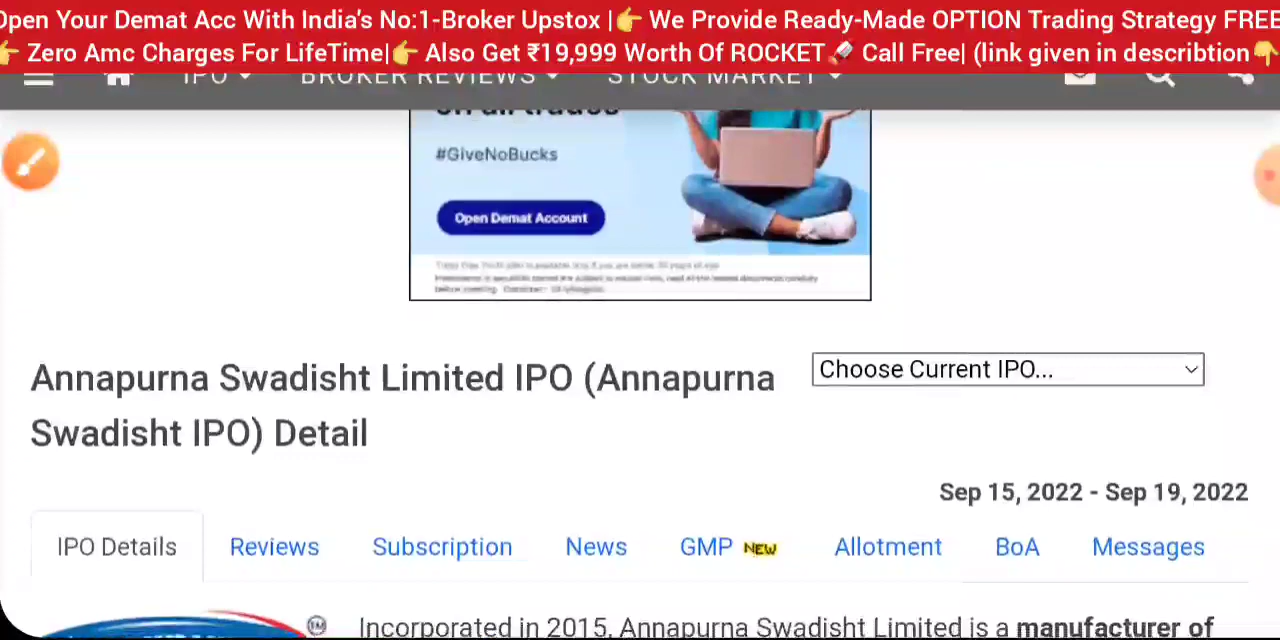 Open Your Demat Acc With India's No:1-Broker Upstox |👉 We Provide Ready-Made OPTION Trading Strategy FREE
👉 Zero Amc Charges For LifeTime|👉 Also Get ₹19,999 Worth Of ROCKET🚀 Call Free| (link given in describtion👇
IPO BROKER REVIEWS STOCK MARKET
on all trades
#GiveNoBucks
Open Demat Account
Annapurna Swadisht Limited IPO (Annapurna
Swadisht IPO) Detail
Choose Current IPO...
Sep 15, 2022 - Sep 19, 2022
IPO Details Reviews Subscription News GMP NEW Allotment BoA Messages
TM
Incorporated in 2015, Annapurna Swadisht Limited is a manufacturer of